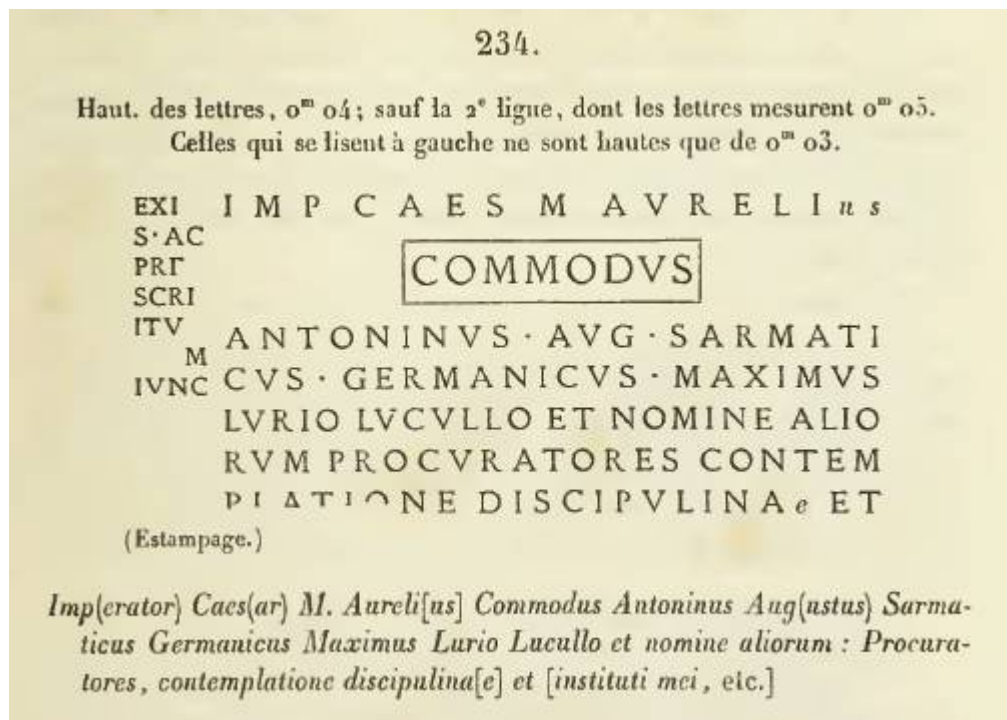 234.
Haut. des lettres, 0ᵐ 04; sauf la 2ᵉ ligne, dont les lettres mesurent 0ᵐ 05.
Celles qui se lisent à gauche ne sont hautes que de 0ᵐ 03.
EXI
S·AC
PRΓ
SCRI
ITV
M
IVNC
IMP CAES M AVRELIus
COMMODVS
ANTONINVS · AVG · SARMATI
CVS · GERMANICVS · MAXIMVS
LVRIO LVCVLLO ET NOMINE ALIO
RVM PROCVRATORES CONTEM
PLATIONE DISCIPVLINAe ET
(Estampage.)
Imp(erator) Caes(ar) M. Aureli[us] Commodus Antoninus Aug(ustus) Sarma-
ticus Germanicus Maximus Lurio Lucullo et nomine aliorum : Procura-
tores, contemplatione discipulina[e] et [instituti mei, etc.]